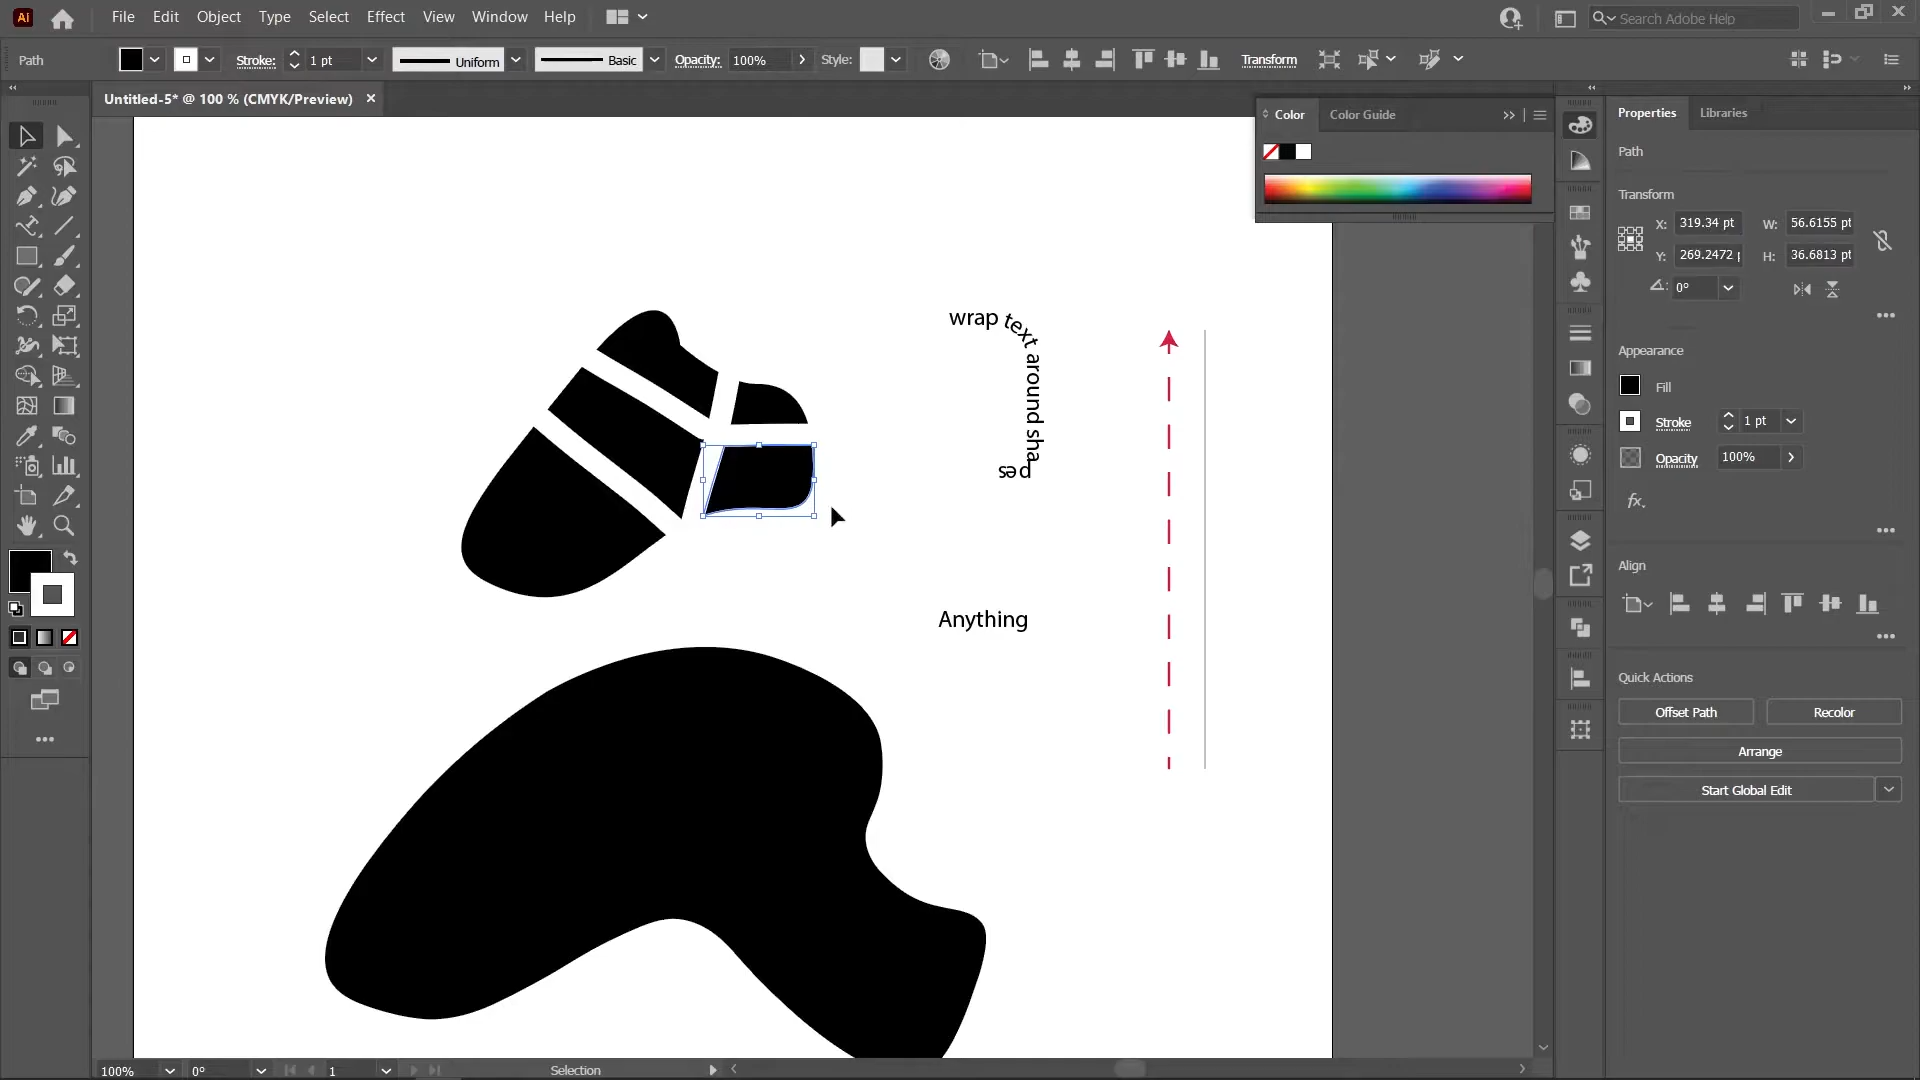 Ai File Edit Object Type Select Effect View Window Help Search Adobe Help
Path Stroke: 1 pt Uniform Basic Opacity: 100% Style: Transform
Untitled-5* @ 100 % (CMYK/Preview)
Color Color Guide
Properties Libraries
Path
Transform
X: 319.34 pt W: 56.6155 pt
Y: 269.2472 W: H: 36.6813 pt
0°
Appearance
Fill
Stroke 1 pt
Opacity 100%
fx.
Align
Quick Actions
Offset Path Recolor
Arrange
Start Global Edit
wrap text around shapes
Anything
100% 0° 1 Selection